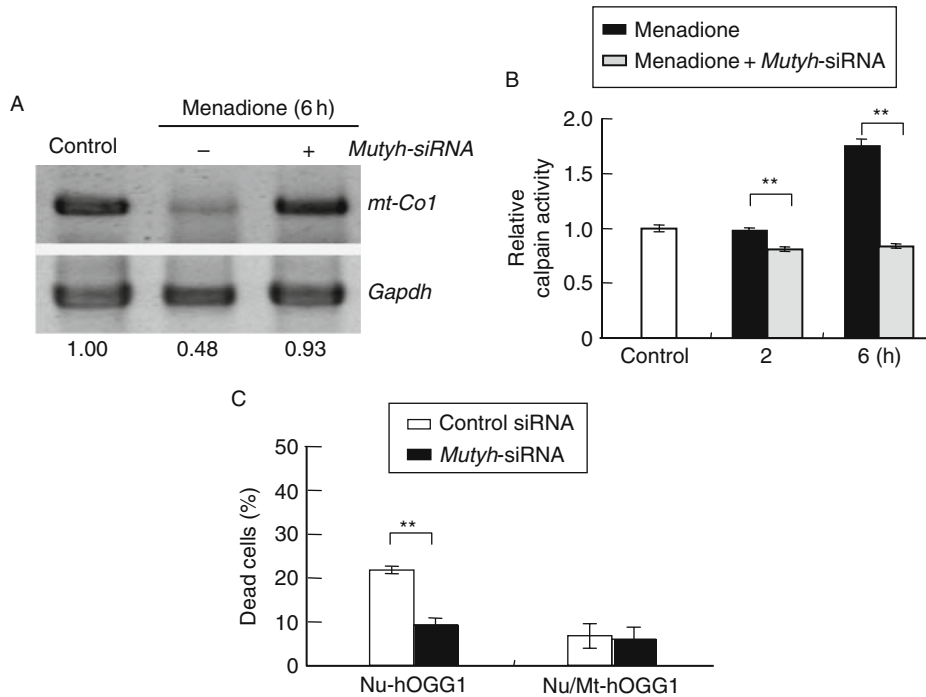 A
Menadione (6 h)
Control – + Mutyh-siRNA
mt-Co1
Gapdh
1.00 0.48 0.93
Menadione
Menadione + Mutyh-siRNA
B
Relative
calpain activity
2.0
1.5
1.0
0.5
0
**
**
Control 2 6 (h)
C
Control siRNA
Mutyh-siRNA
Dead cells (%)
50
40
30
20
10
0
**
Nu-hOGG1 Nu/Mt-hOGG1